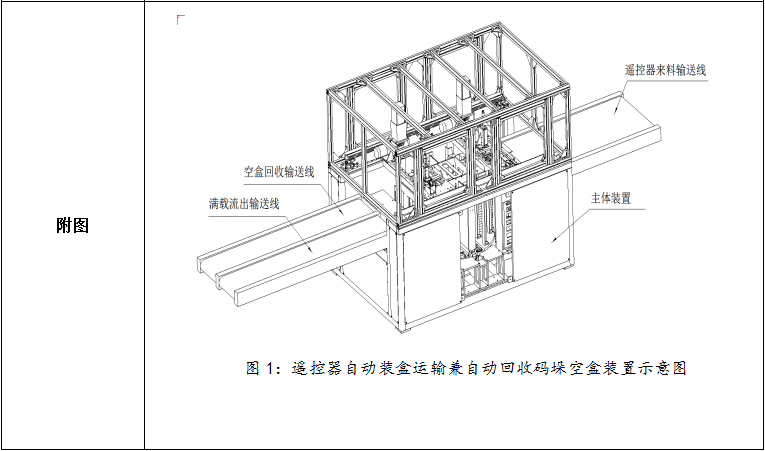 遥控器来料输送线
空盒回收输送线
满载流出输送线
主体装置
附图
图1：遥控器自动装盒运输兼自动回收码垛空盒装置示意图